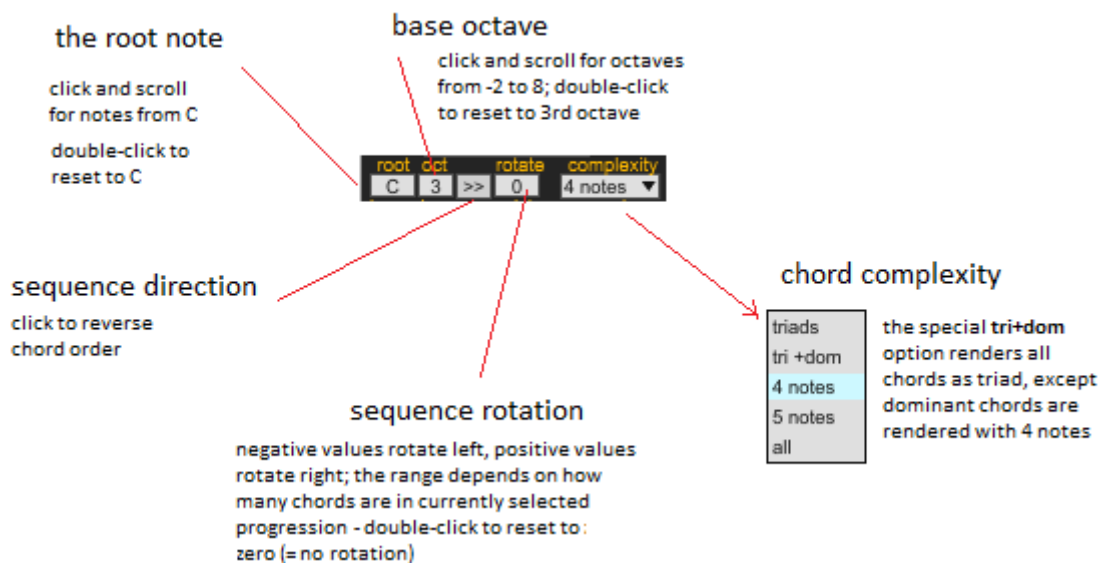 the root note
click and scroll
for notes from C
double-click to
reset to C
base octave
click and scroll for octaves
from -2 to 8; double-click
to reset to 3rd octave
root oct rotate complexity
C 3 >> 0 4 notes ▼
sequence direction
click to reverse
chord order
sequence rotation
negative values rotate left, positive values
rotate right; the range depends on how
many chords are in currently selected
progression - double-click to reset to :
zero (= no rotation)
chord complexity
triads
tri +dom
4 notes
5 notes
all
the special tri+dom
option renders all
chords as triad, except
dominant chords are
rendered with 4 notes